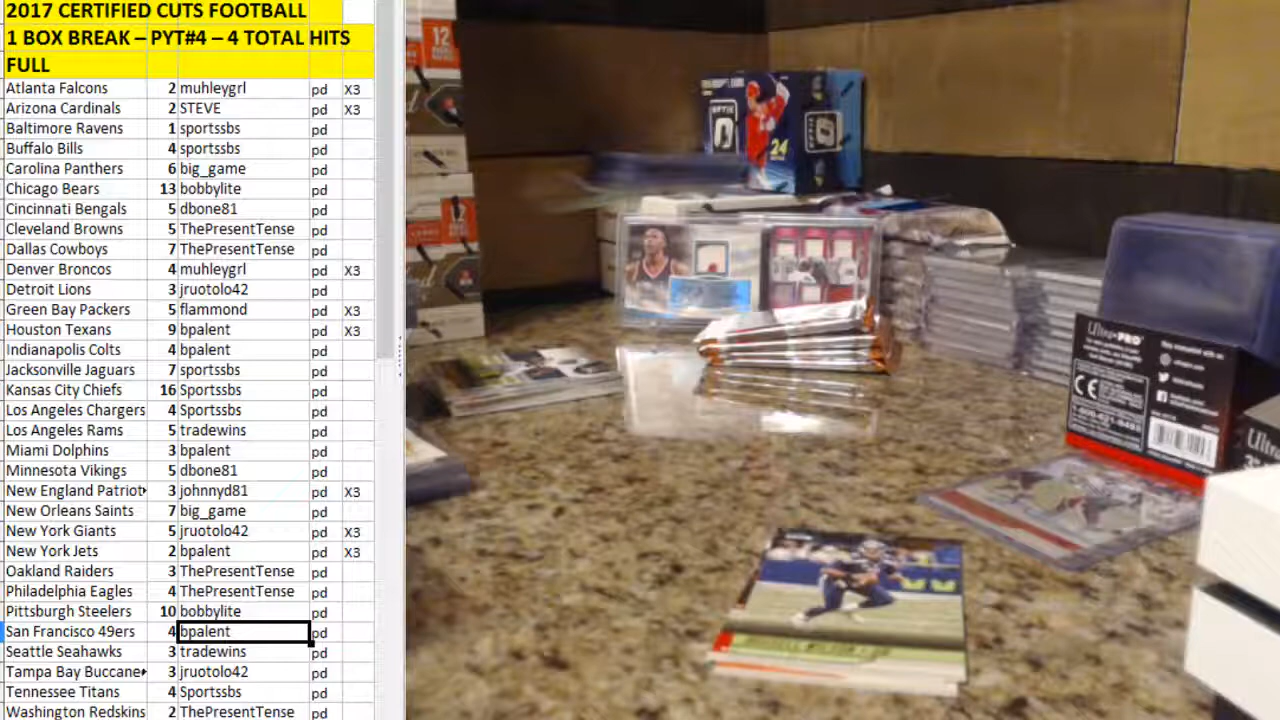 2017 CERTIFIED CUTS FOOTBALL
1 BOX BREAK – PYT#4 – 4 TOTAL HITS
FULL
Atlanta Falcons 2 muhleygrl pd X3
Arizona Cardinals 2 STEVE pd X3
Baltimore Ravens 1 sportssbs pd
Buffalo Bills 4 sportssbs pd
Carolina Panthers 6 big_game pd
Chicago Bears 13 bobbylite pd
Cincinnati Bengals 5 dbone81 pd
Cleveland Browns 5 ThePresentTense pd
Dallas Cowboys 7 ThePresentTense pd
Denver Broncos 4 muhleygrl pd X3
Detroit Lions 3 jruotolo42 pd
Green Bay Packers 5 flammond pd X3
Houston Texans 9 bpalent pd X3
Indianapolis Colts 4 bpalent pd
Jacksonville Jaguars 7 sportssbs pd
Kansas City Chiefs 16 Sportssbs pd
Los Angeles Chargers 4 Sportssbs pd
Los Angeles Rams 5 tradewins pd
Miami Dolphins 3 bpalent pd
Minnesota Vikings 5 dbone81 pd
New England Patriot 3 johnnyd81 pd X3
New Orleans Saints 7 big_game pd
New York Giants 5 jruotolo42 pd X3
New York Jets 2 bpalent pd X3
Oakland Raiders 3 ThePresentTense pd
Philadelphia Eagles 4 ThePresentTense pd
Pittsburgh Steelers 10 bobbylite pd
San Francisco 49ers 4 bpalent pd
Seattle Seahawks 3 tradewins pd
Tampa Bay Buccane 3 jruotolo42 pd
Tennessee Titans 4 Sportssbs pd
Washington Redskins 2 ThePresentTense pd
12
24
Ultra PRO
CE
Ultra